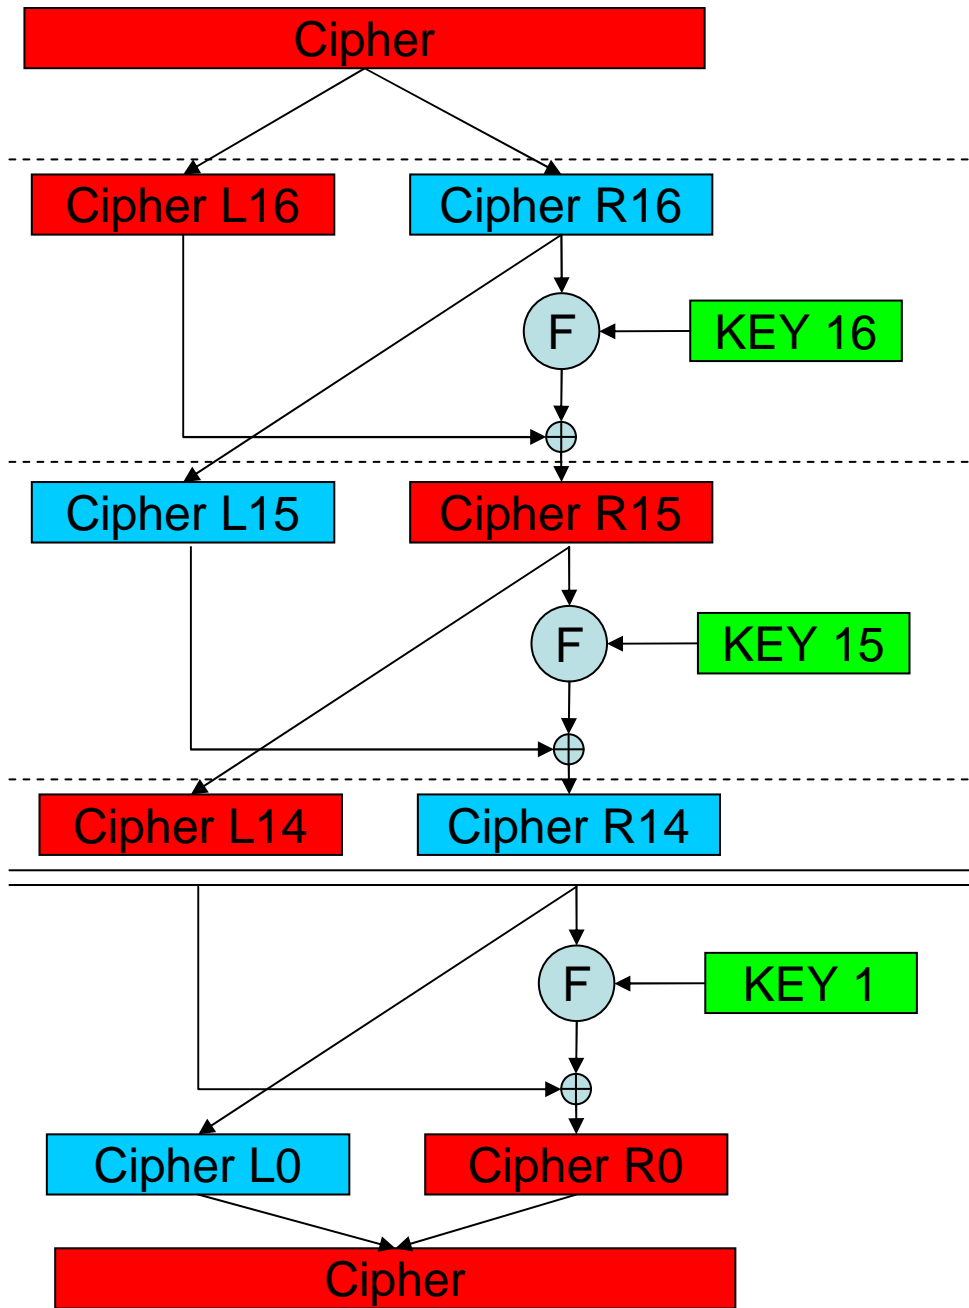 Cipher
Cipher L16 Cipher R16
F KEY 16
Cipher L15 Cipher R15
F KEY 15
Cipher L14 Cipher R14
F KEY 1
Cipher L0 Cipher R0
Cipher